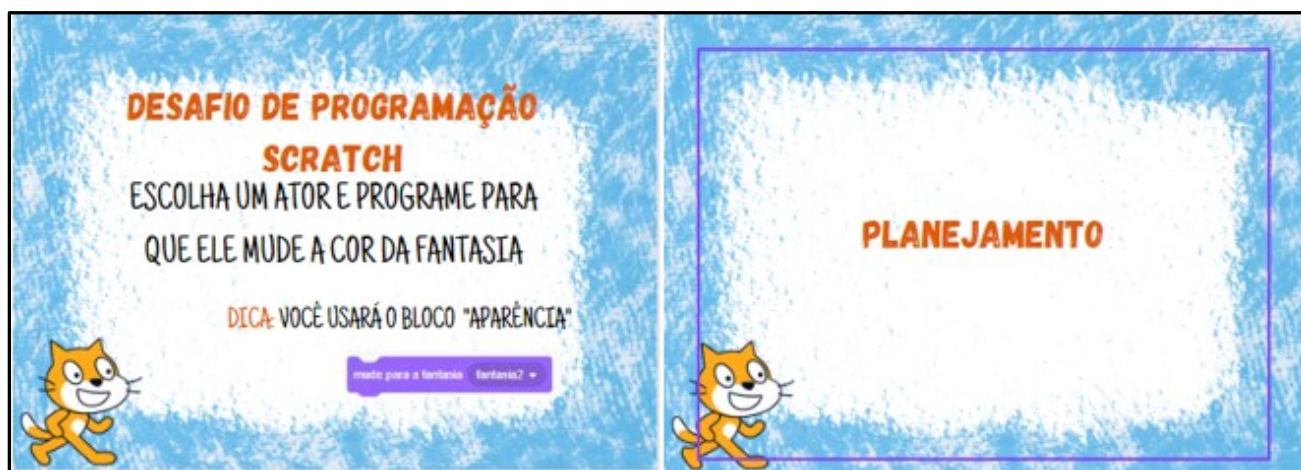 DESAFIO DE PROGRAMAÇÃO
SCRATCH
ESCOLHA UM ATOR E PROGRAME PARA
QUE ELE MUDE A COR DA FANTASIA
DICA: VOCÊ USARÁ O BLOCO "APARÊNCIA"
mude para a fantasia fantasia2
PLANEJAMENTO